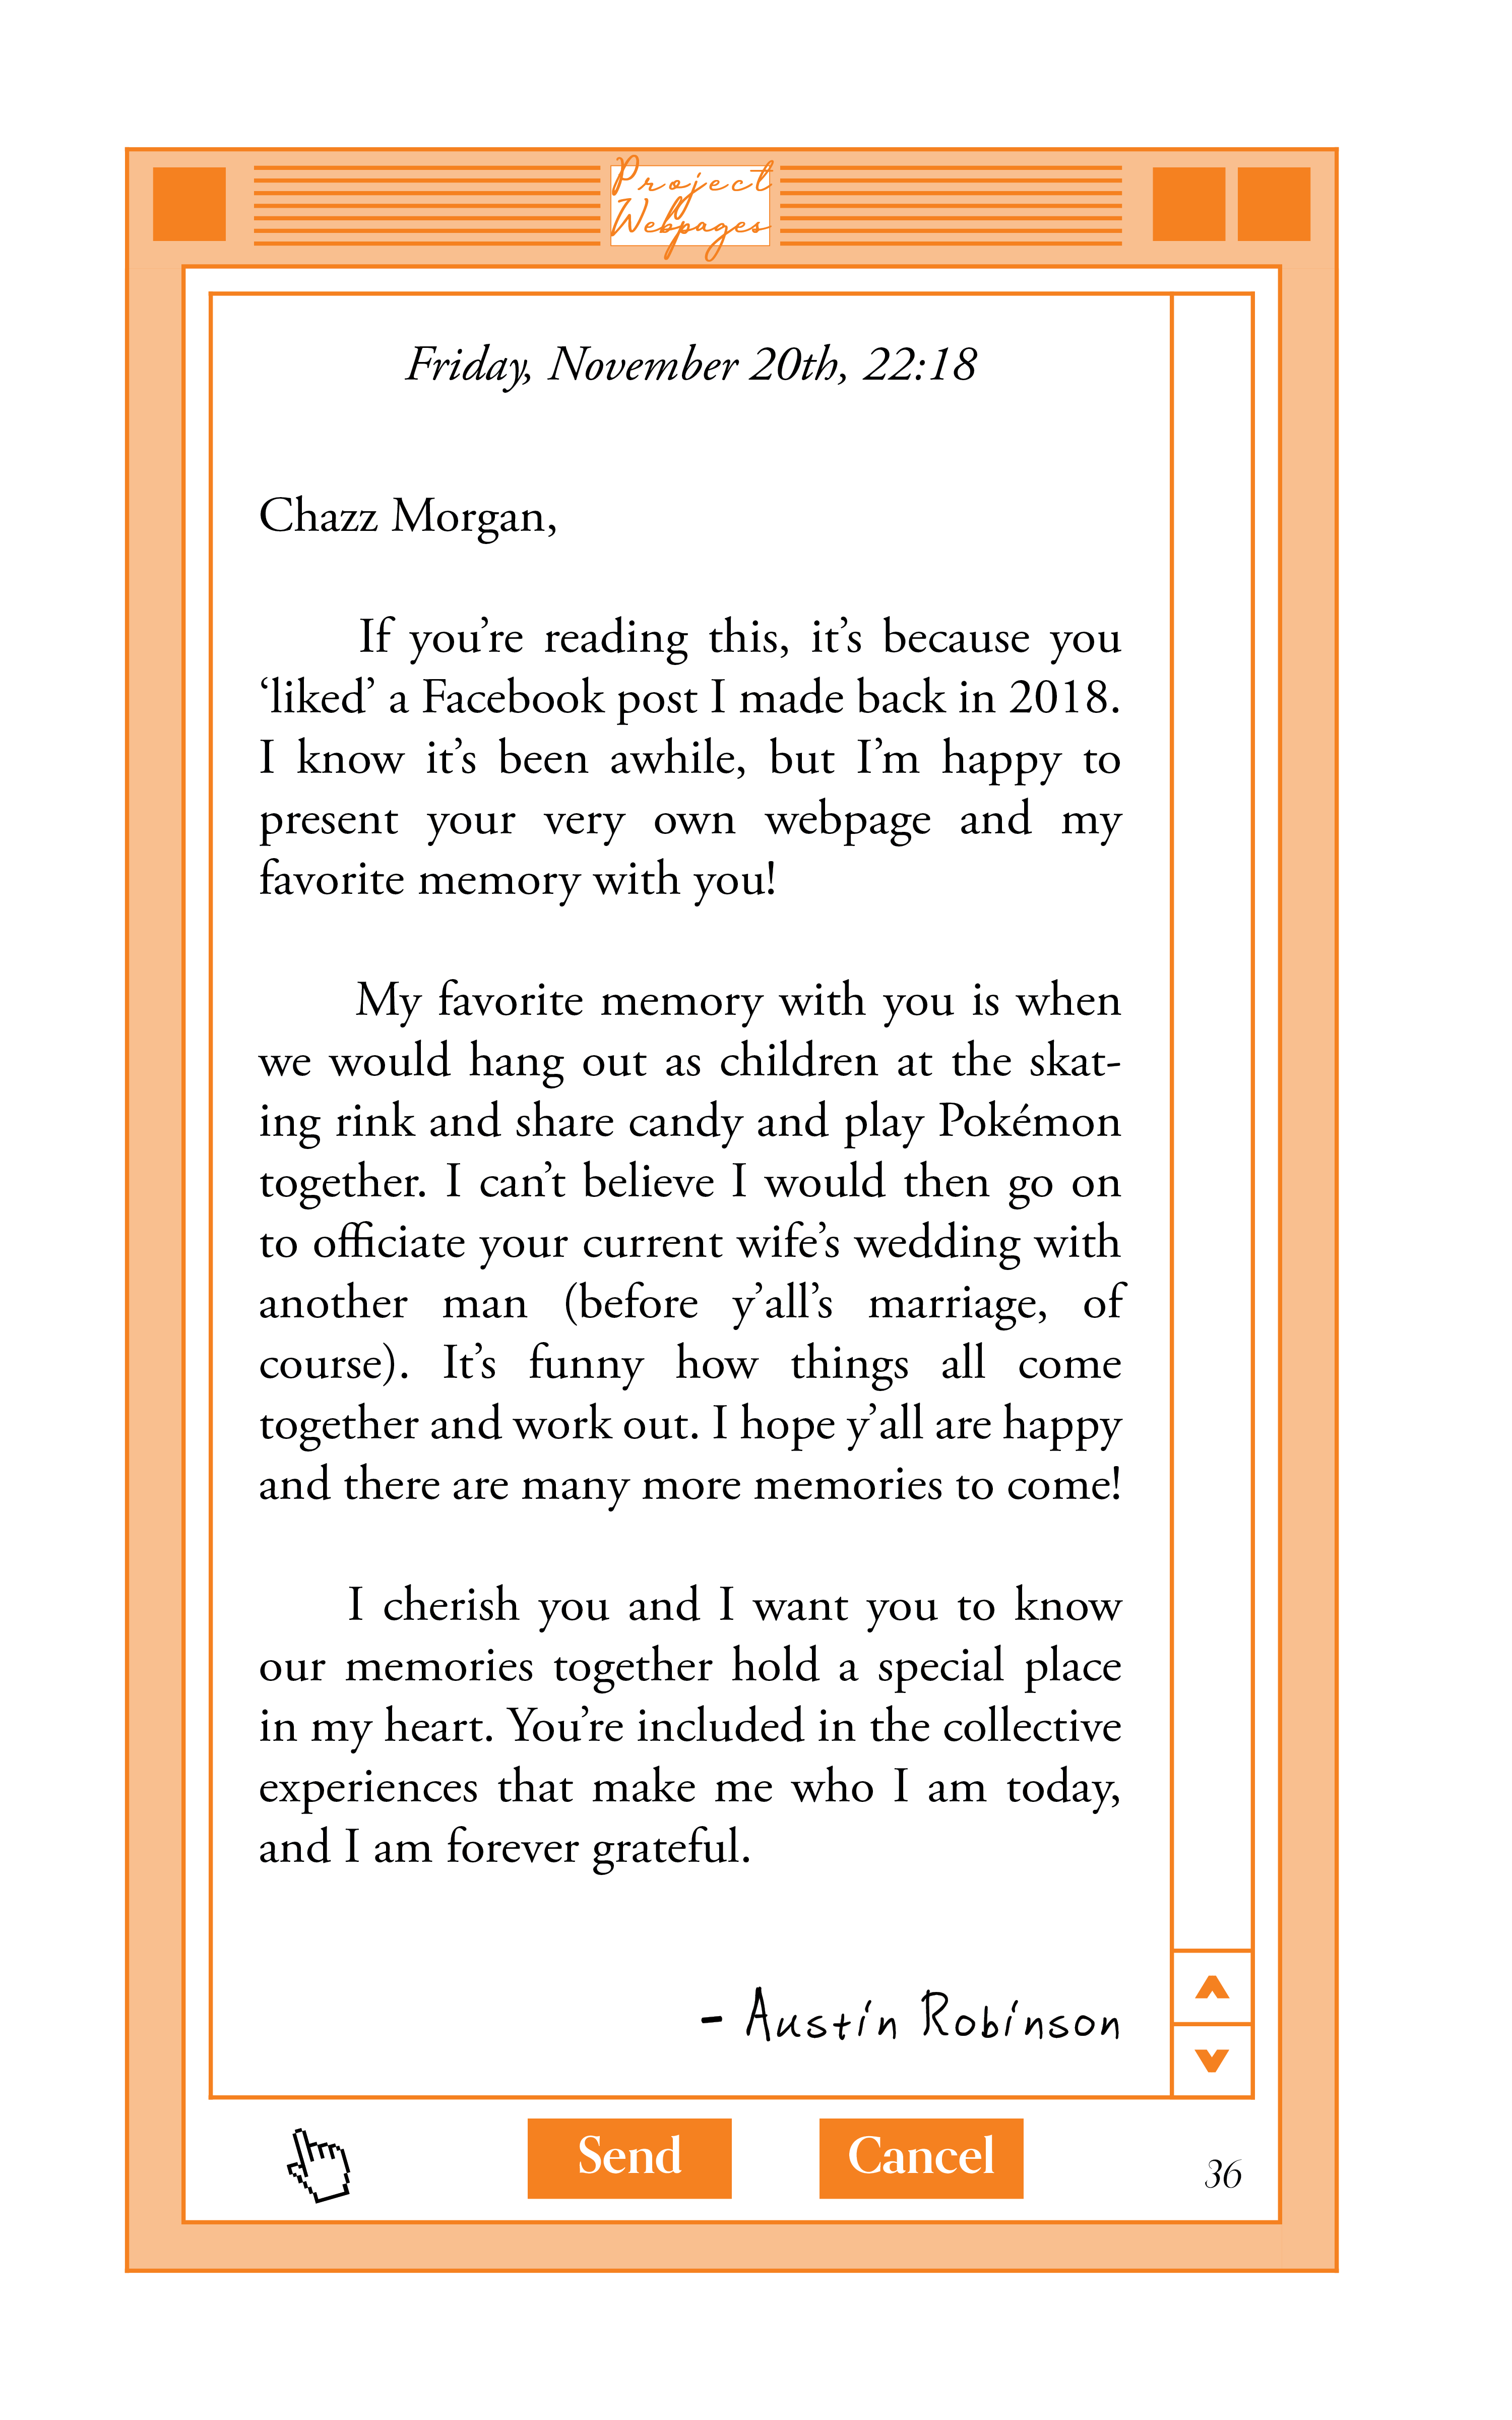 Project
Webpages
Friday, November 20th, 22:18
Chazz Morgan,
If you’re reading this, it’s because you
‘liked’ a Facebook post I made back in 2018.
I know it’s been awhile, but I’m happy to
present your very own webpage and my
favorite memory with you!
My favorite memory with you is when
we would hang out as children at the skat-
ing rink and share candy and play Pokémon
together. I can’t believe I would then go on
to officiate your current wife’s wedding with
another man (before y’all’s marriage, of
course). It’s funny how things all come
together and work out. I hope y’all are happy
and there are many more memories to come!
I cherish you and I want you to know
our memories together hold a special place
in my heart. You’re included in the collective
experiences that make me who I am today,
and I am forever grateful.
- Austin Robinson
Send Cancel
36